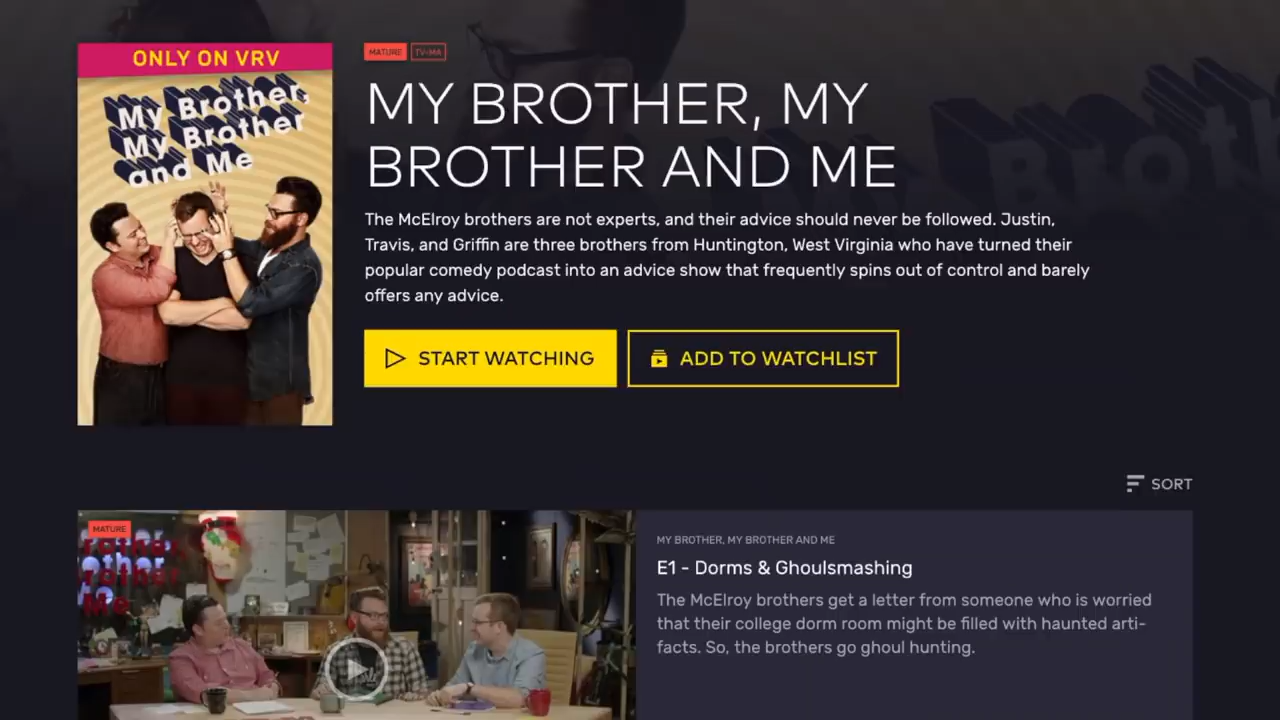 ONLY ON VRV
My Brother,
My Brother
and Me
MATURE TV-MA
MY BROTHER, MY
BROTHER AND ME
The McElroy brothers are not experts, and their advice should never be followed. Justin,
Travis, and Griffin are three brothers from Huntington, West Virginia who have turned their
popular comedy podcast into an advice show that frequently spins out of control and barely
offers any advice.
START WATCHING
ADD TO WATCHLIST
SORT
MATURE
Me
MY BROTHER, MY BROTHER AND ME
E1 - Dorms & Ghoulsmashing
The McElroy brothers get a letter from someone who is worried
that their college dorm room might be filled with haunted arti-
facts. So, the brothers go ghoul hunting.